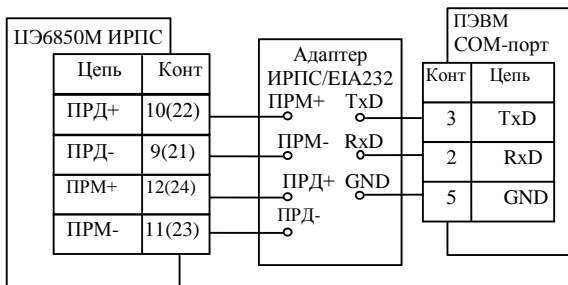 ЦЭ6850М ИРПС
Цепь Конт
ПРД+ 10(22)
ПРД- 9(21)
ПРМ+ 12(24)
ПРМ- 11(23)
Адаптер
ИРПС/EIA232
ПРМ+ TxD
ПРМ- RxD
ПРД+ GND
ПРД-
ПЭВМ
COM-порт
Конт Цепь
3 TxD
2 RxD
5 GND